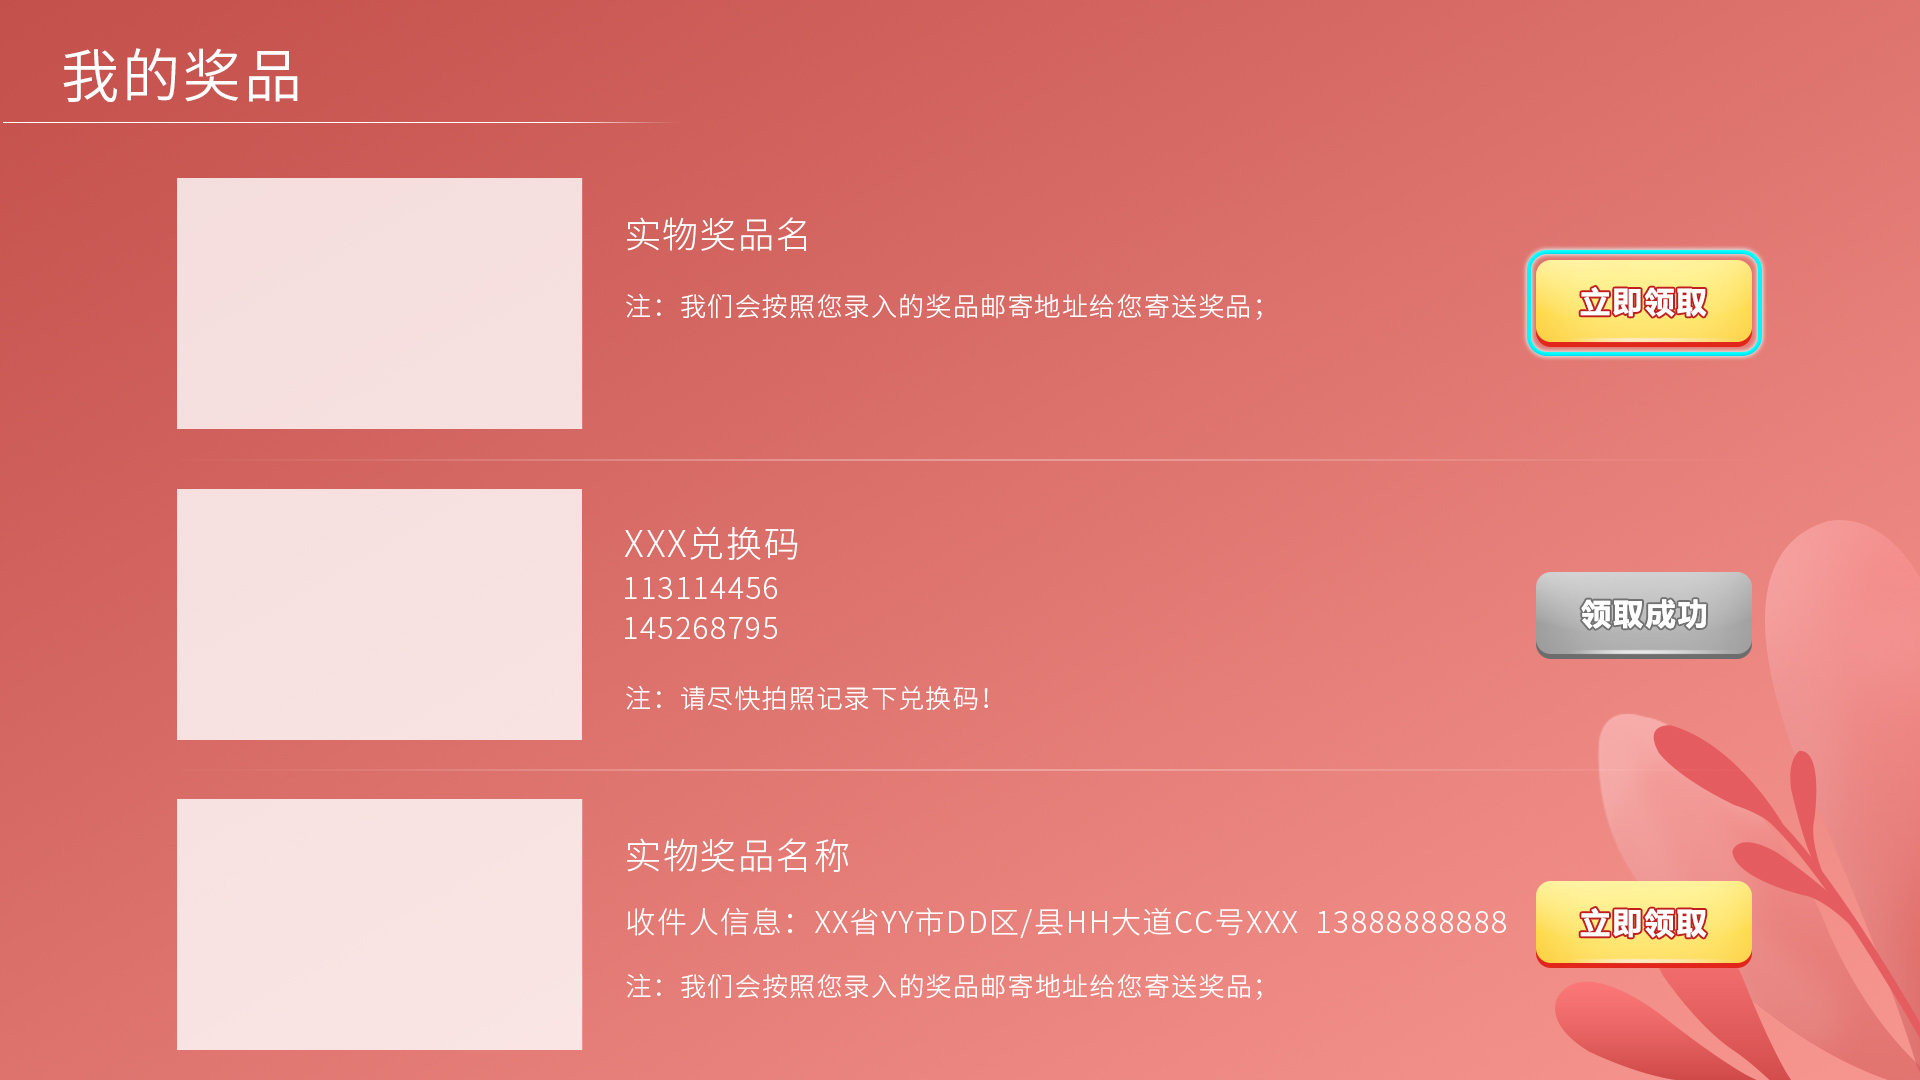 我的奖品
实物奖品名
注：我们会按照您录入的奖品邮寄地址给您寄送奖品；
立即领取
XXX兑换码
113114456
145268795
注：请尽快拍照记录下兑换码！
领取成功
实物奖品名称
收件人信息：XX省YY市DD区/县HH大道CC号XXX 13888888888
注：我们会按照您录入的奖品邮寄地址给您寄送奖品；
立即领取